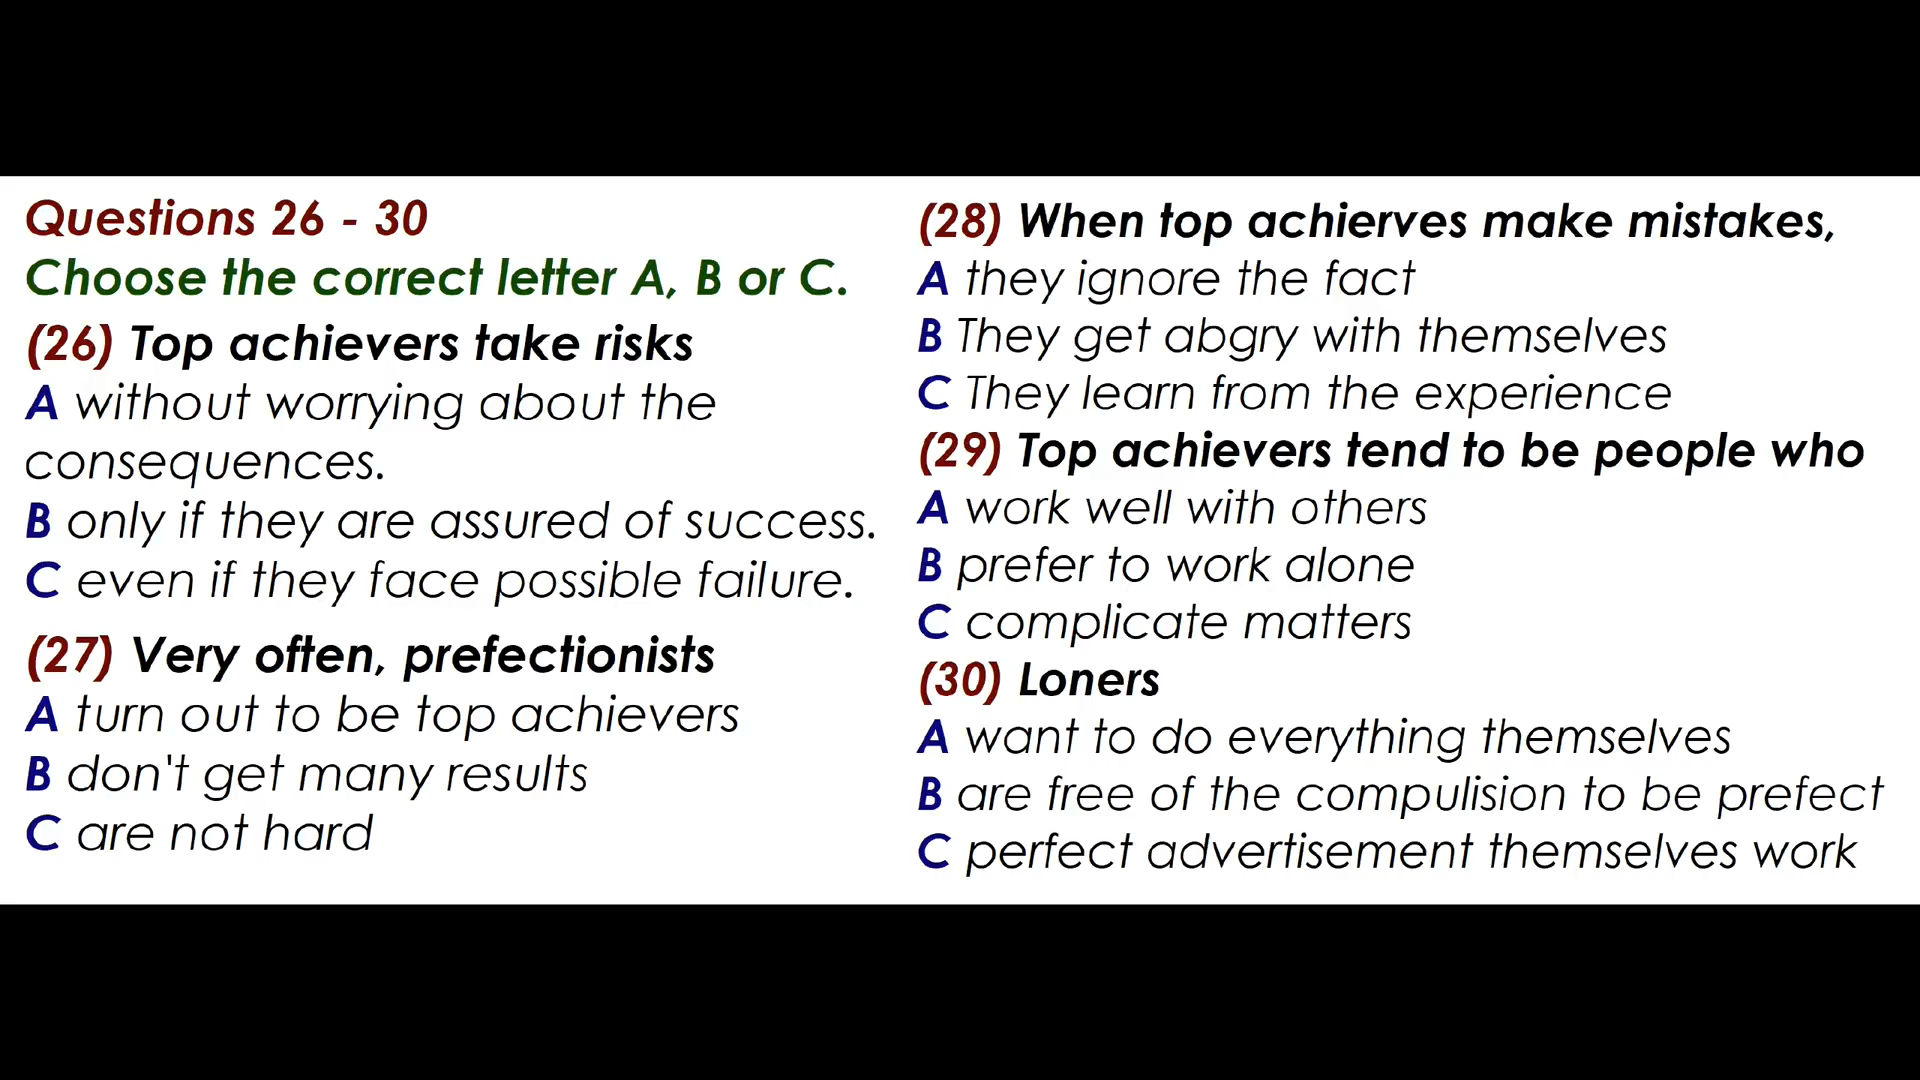 Questions 26 - 30
Choose the correct letter A, B or C.
(26) Top achievers take risks
A without worrying about the
consequences.
B only if they are assured of success.
C even if they face possible failure.
(27) Very often, prefectionists
A turn out to be top achievers
B don't get many results
C are not hard
(28) When top achierves make mistakes,
A they ignore the fact
B They get abgry with themselves
C They learn from the experience
(29) Top achievers tend to be people who
A work well with others
B prefer to work alone
C complicate matters
(30) Loners
A want to do everything themselves
B are free of the compulision to be prefect
C perfect advertisement themselves work